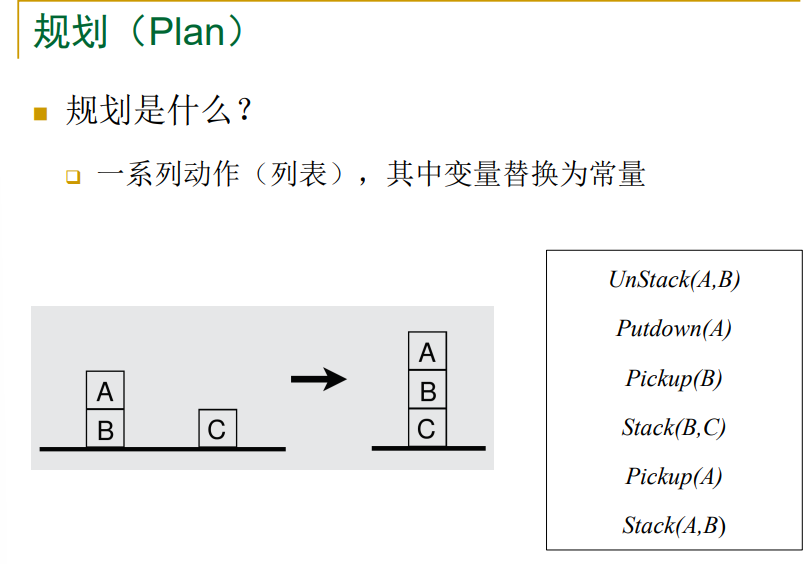 规划（Plan）
规划是什么？
一系列动作（列表），其中变量替换为常量
A
B
C
A
B
C
UnStack(A,B)
Putdown(A)
Pickup(B)
Stack(B,C)
Pickup(A)
Stack(A,B)